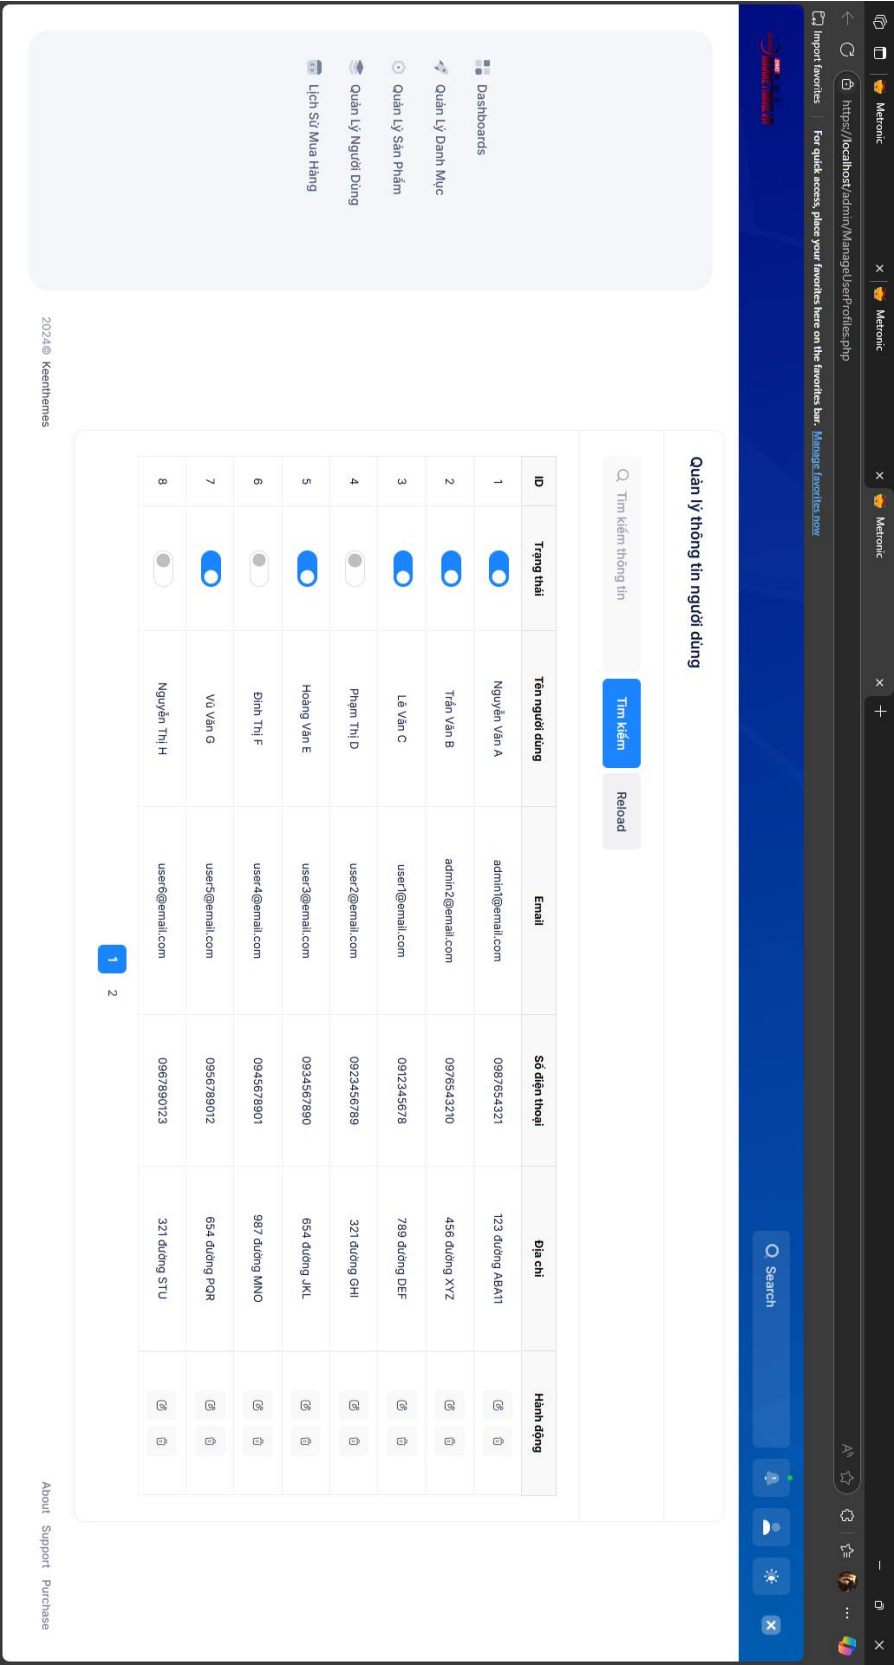 Metronic
Metronic
Metronic
https://localhost/admin/ManageUserProfiles.php
Import favorites
For quick access, place your favorites here on the favorites bar. Manage favorites now
Search
Dashboards
Quản Lý Danh Mục
Quản Lý Sản Phẩm
Quản Lý Người Dùng
Lịch Sử Mua Hàng
Quản lý thông tin người dùng
Tìm kiếm thông tin Tìm kiếm Reload
ID Trạng thái Tên người dùng Email Số điện thoại Địa chỉ Hành động
1 Nguyễn Văn A admin1@email.com 0987654321 123 đường ABA11
2 Trần Văn B admin2@email.com 0976543210 456 đường XYZ
3 Lê Văn C user1@email.com 0912345678 789 đường DEF
4 Phạm Thị D user2@email.com 0923456789 321 đường GHI
5 Hoàng Văn E user3@email.com 0934567890 654 đường JKL
6 Đinh Thị F user4@email.com 0945678901 987 đường MNO
7 Vũ Văn G user5@email.com 0956789012 654 đường PQR
8 Nguyễn Thị H user6@email.com 0967890123 321 đường STU
1 2
2024© Keenthemes
About Support Purchase